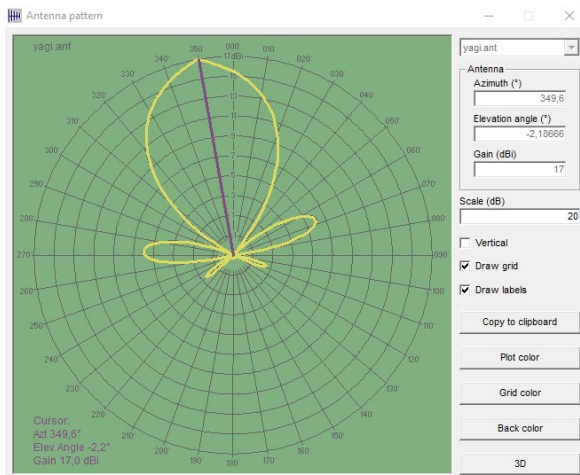 Antenna pattern
yagi.ant
000'
17dBi
010'
020'
030'
040'
050'
060'
070'
080'
090'
100'
110'
120'
130'
140'
150'
160'
170'
180'
190'
200'
210'
220'
230'
240'
250'
260'
270'
280'
290'
300'
310'
320'
330'
340'
350'
15
13
11
9
7
5
3
1
Cursor:
Azt 349,6°
Elev.Angle -2,2°
Gain 17,0 dBi
yagi.ant
Antenna
Azimuth (°)
349,6
Elevation angle (°)
-2,18666
Gain (dBi)
17
Scale (dB)
20
Vertical
Draw grid
Draw labels
Copy to clipboard
Plot color
Grid color
Back color
3D